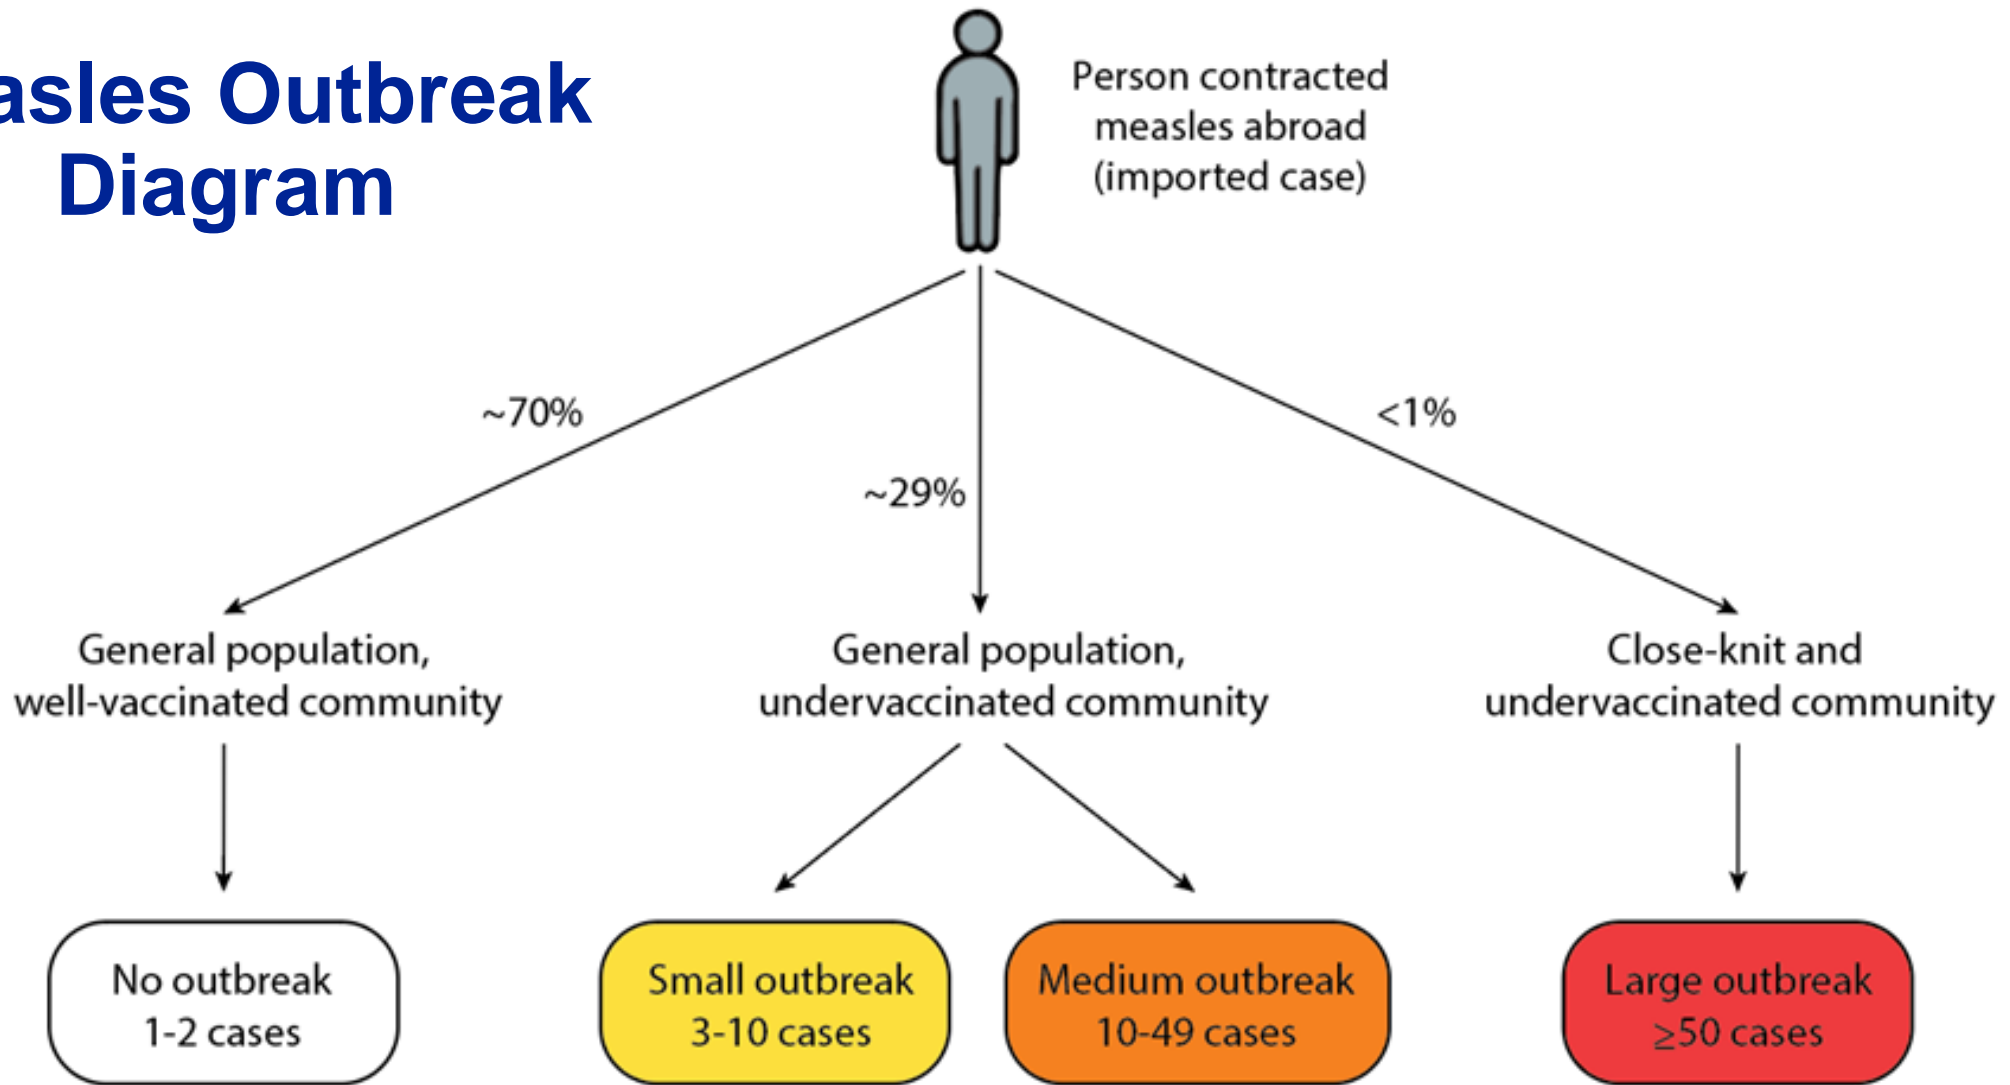 asles Outbreak
Diagram
Person contracted
measles abroad
(imported case)
~70%
~29%
<1%
General population,
well-vaccinated community
General population,
undervaccinated community
Close-knit and
undervaccinated community
No outbreak
1-2 cases
Small outbreak
3-10 cases
Medium outbreak
10-49 cases
Large outbreak
≥50 cases